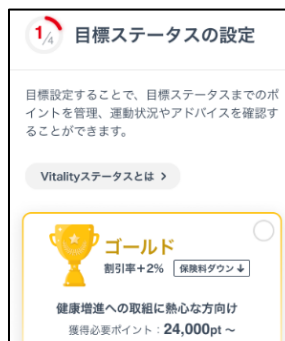 1/4 目標ステータスの設定
目標設定することで、目標ステータスまでのポ
イントを管理、運動状況やアドバイスを確認す
ることができます。
Vitalityステータスとは >
ゴールド
割引率+2% 保険料ダウン↓
健康増進への取組に熱心な方向け
獲得必要ポイント：24,000pt ～